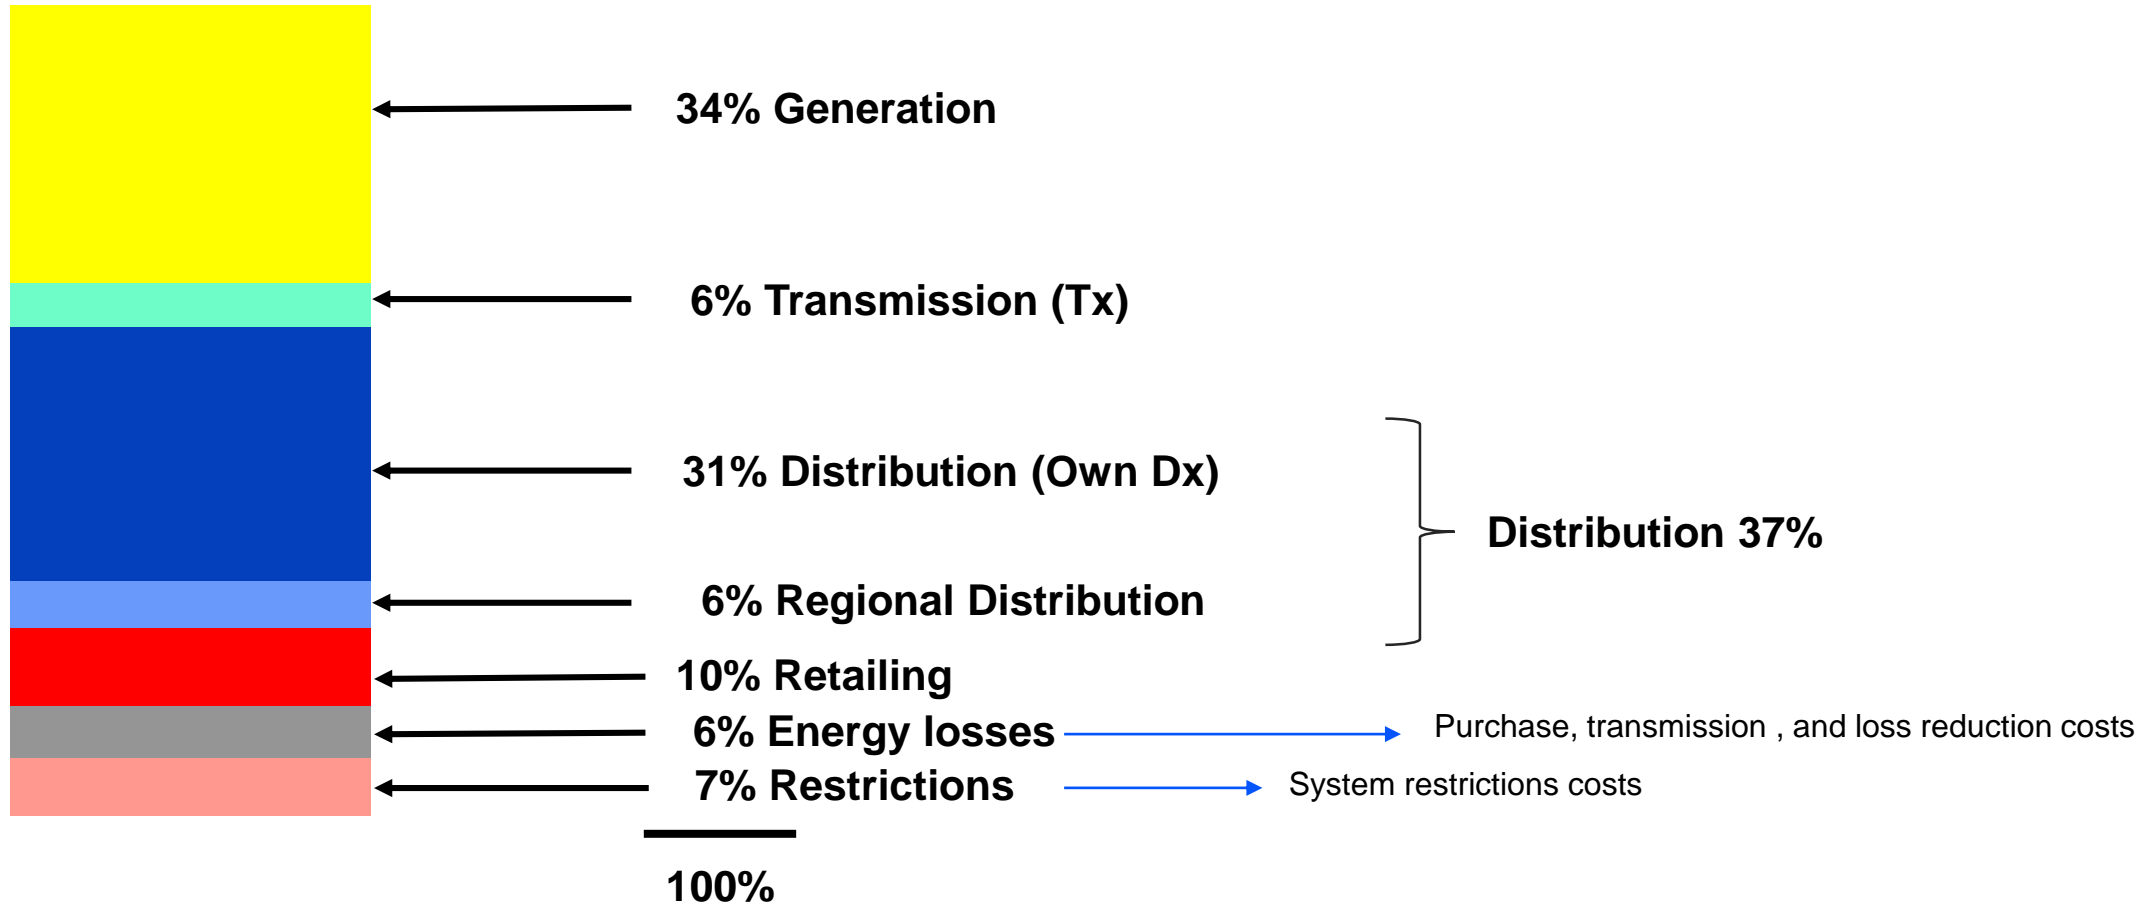 34% Generation
6% Transmission (Tx)
31% Distribution (Own Dx)
Distribution 37%
6% Regional Distribution
10% Retailing
6% Energy losses
Purchase, transmission , and loss reduction costs
7% Restrictions
System restrictions costs
100%